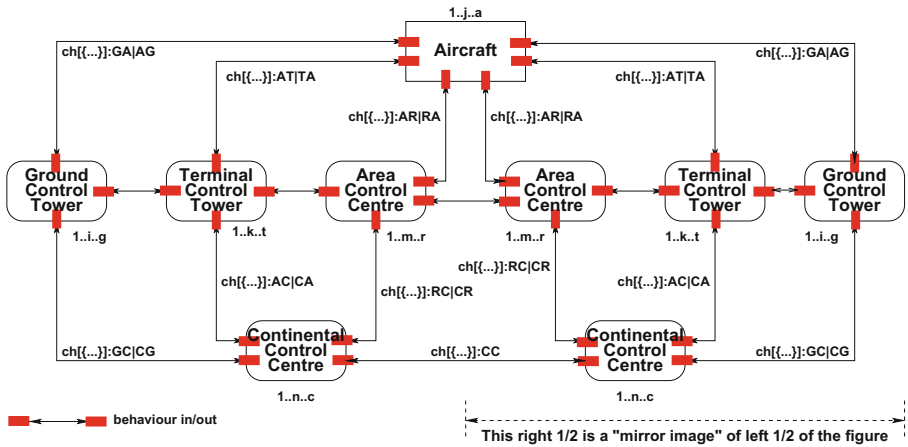 1..j..a
Aircraft
ch[{...}]:GA|AG
ch[{...}]:GA|AG
ch[{...}]:AT|TA
ch[{...}]:AT|TA
ch[{...}]:AR|RA
ch[{...}]:AR|RA
Ground
Control
Tower
Terminal
Control
Tower
Area
Control
Centre
Area
Control
Centre
Terminal
Control
Tower
Ground
Control
Tower
1..i..g
1..k..t
1..m..r
1..m..r
1..k..t
1..i..g
ch[{...}]:RC|CR
ch[{...}]:AC|CA
ch[{...}]:RC|CR
ch[{...}]:AC|CA
Continental
Control
Centre
Continental
Control
Centre
ch[{...}]:GC|CG
ch[{...}]:CC
ch[{...}]:GC|CG
1..n..c
1..n..c
behaviour in/out
This right 1/2 is a "mirror image" of left 1/2 of the figure